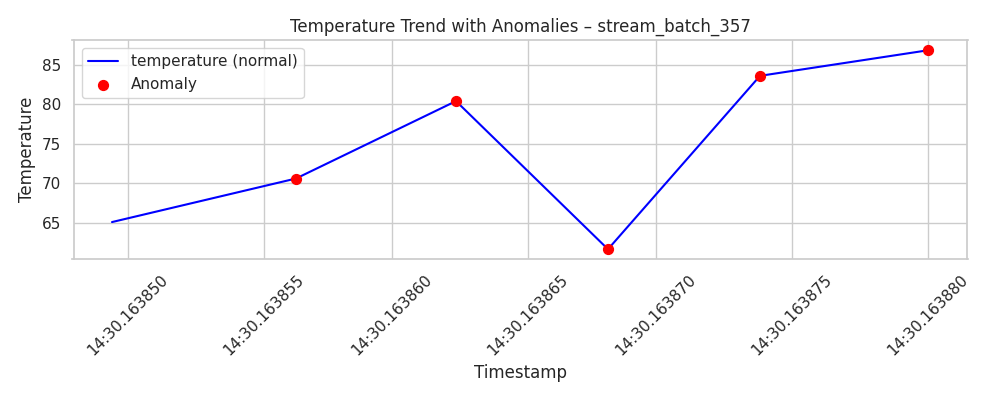 Temperature Trend with Anomalies – stream_batch_357
temperature (normal)
Anomaly
Temperature
85
80
75
70
65
14:30.163850
14:30.163855
14:30.163860
14:30.163865
14:30.163870
14:30.163875
14:30.163880
Timestamp